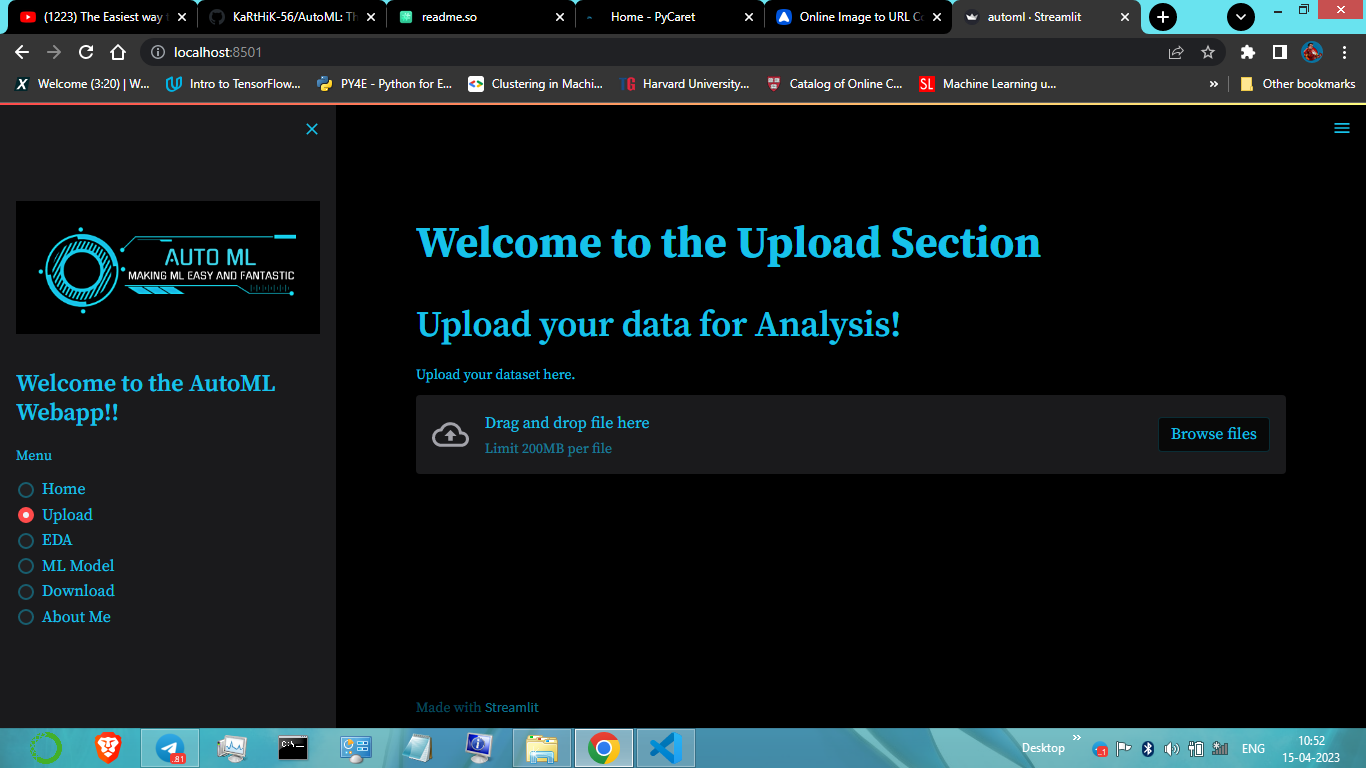 (1223) The Easiest way t
KaRtHiK-56/AutoML: Th
readme.so
Home - PyCaret
Online Image to URL Co
automl · Streamlit
localhost:8501
Welcome (3:20) | W...
Intro to TensorFlow...
PY4E - Python for E...
Clustering in Machi...
Harvard University...
Catalog of Online C...
Machine Learning u...
»
Other bookmarks
AUTO ML
MAKING ML EASY AND FANTASTIC
Welcome to the AutoML
Webapp!!
Menu
Home
Upload
EDA
ML Model
Download
About Me
Welcome to the Upload Section
Upload your data for Analysis!
Upload your dataset here.
Drag and drop file here
Limit 200MB per file
Browse files
Made with Streamlit
Desktop
»
ENG
10:52
15-04-2023